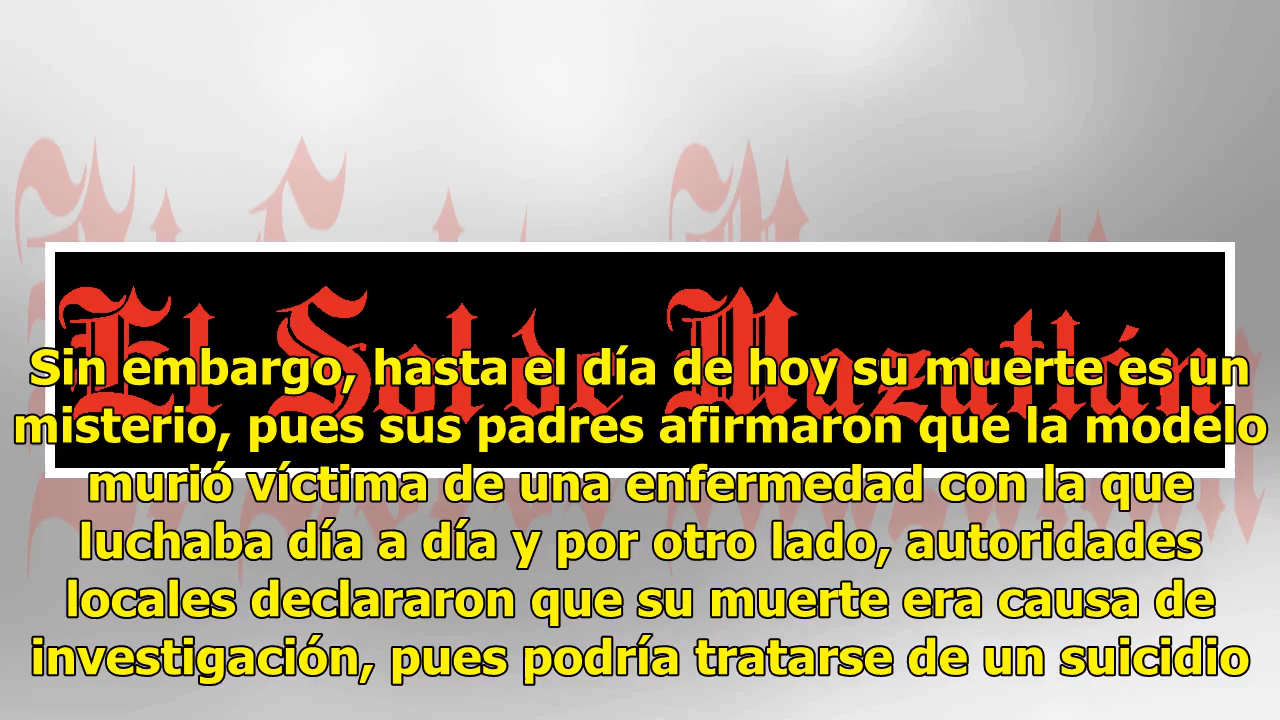 El Sol de Mazatlán
Sin embargo, hasta el día de hoy su muerte es un
misterio, pues sus padres afirmaron que la modelo
murió víctima de una enfermedad con la que
luchaba día a día y por otro lado, autoridades
locales declararon que su muerte era causa de
investigación, pues podría tratarse de un suicidio